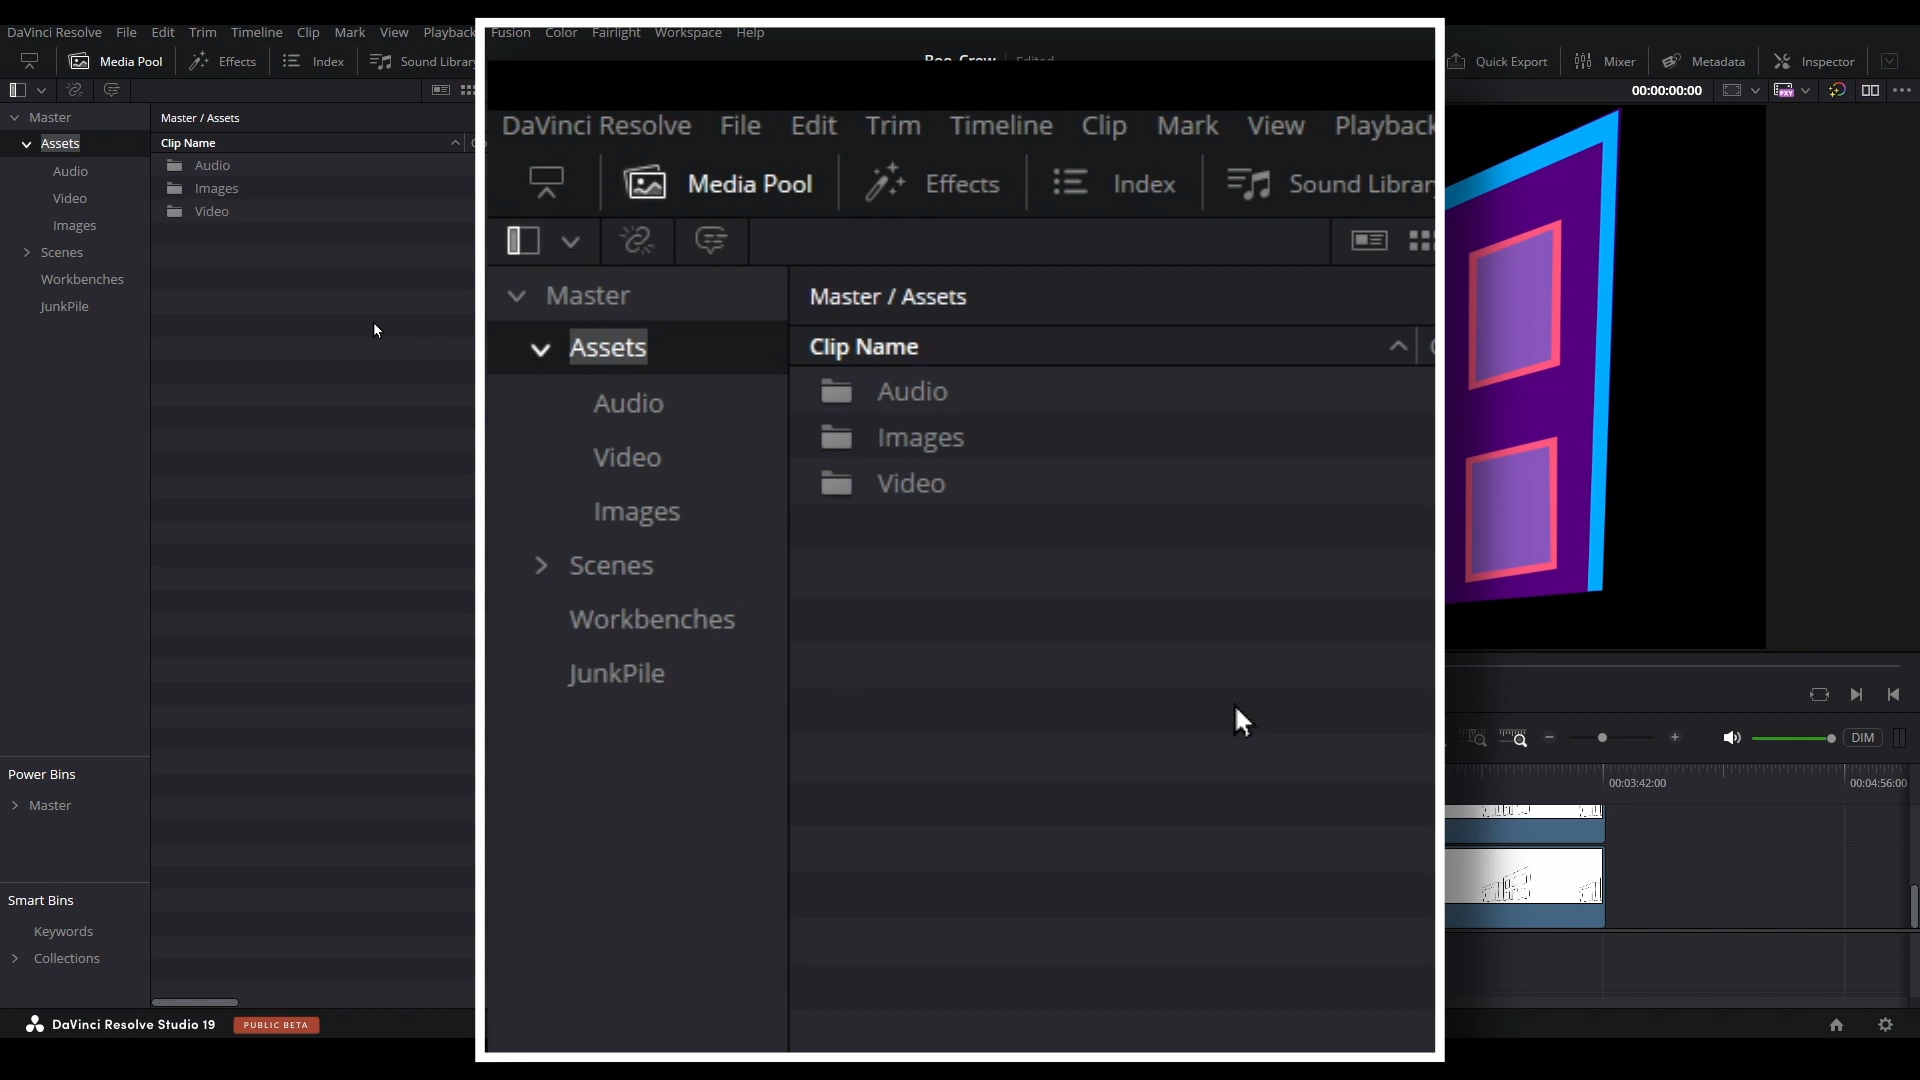 DaVinci Resolve File Edit Trim Timeline Clip Mark View Playback Fusion Color Fairlight Workspace Help
Media Pool Effects Index Sound Library Edited Quick Export Mixer Metadata Inspector
00:00:00:00
PXY
Master
Assets
Audio
Video
Images
Scenes
Workbenches
JunkPile
Master / Assets
Clip Name
Audio
Images
Video
Power Bins
Master
Smart Bins
Keywords
Collections
DaVinci Resolve Studio 19 PUBLIC BETA
DaVinci Resolve File Edit Trim Timeline Clip Mark View Playback
Media Pool Effects Index Sound Library
Master
Assets
Audio
Video
Images
Scenes
Workbenches
JunkPile
Master / Assets
Clip Name
Audio
Images
Video
DIM
00:03:42:00 00:04:56:00